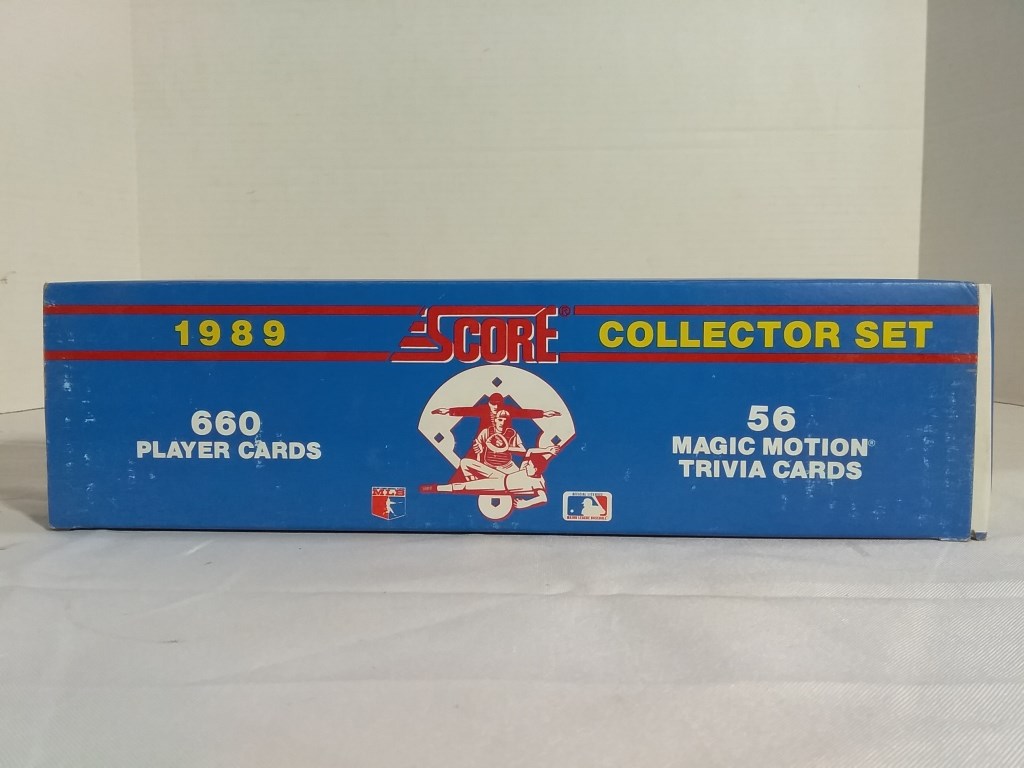 1989
SCORE®
COLLECTOR SET
660
PLAYER CARDS
56
MAGIC MOTION®
TRIVIA CARDS